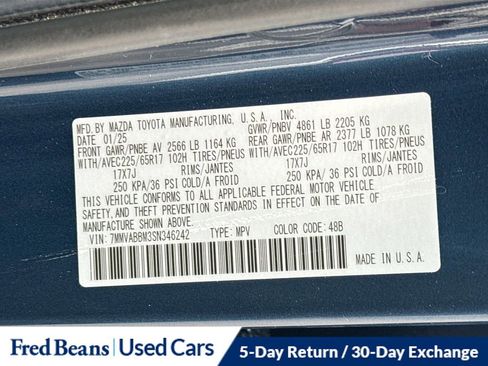 MFD. BY MAZDA TOYOTA MANUFACTURING, U.S.A., INC.
DATE 01/25 GVWR/PNBV 4861 LB 2205 KG
FRONT GAWR/PNBE AV 2566 LB 1164 KG REAR GAWR/PNBE AR 2377 LB 1078 KG
WITH/AVEC225/65R17 102H TIRES/PNEUS WITH/AVEC225/65R17 102H TIRES/PNEUS
17X7J RIMS/JANTES 17X7J RIMS/JANTES
250 KPA/36 PSI COLD/A FROID 250 KPA/36 PSI COLD/A FROID
THIS VEHICLE CONFORMS TO ALL APPLICABLE FEDERAL MOTOR VEHICLE
SAFETY, AND THEFT PREVENTION STANDARDS IN EFFECT ON THE DATE OF
MANUFACTURE SHOWN ABOVE.
VIN: 7MMVABBM3SN346242 TYPE: MPV COLOR CODE: 48B
MADE IN U.S.A.
Fred Beans | Used Cars 5-Day Return / 30-Day Exchange